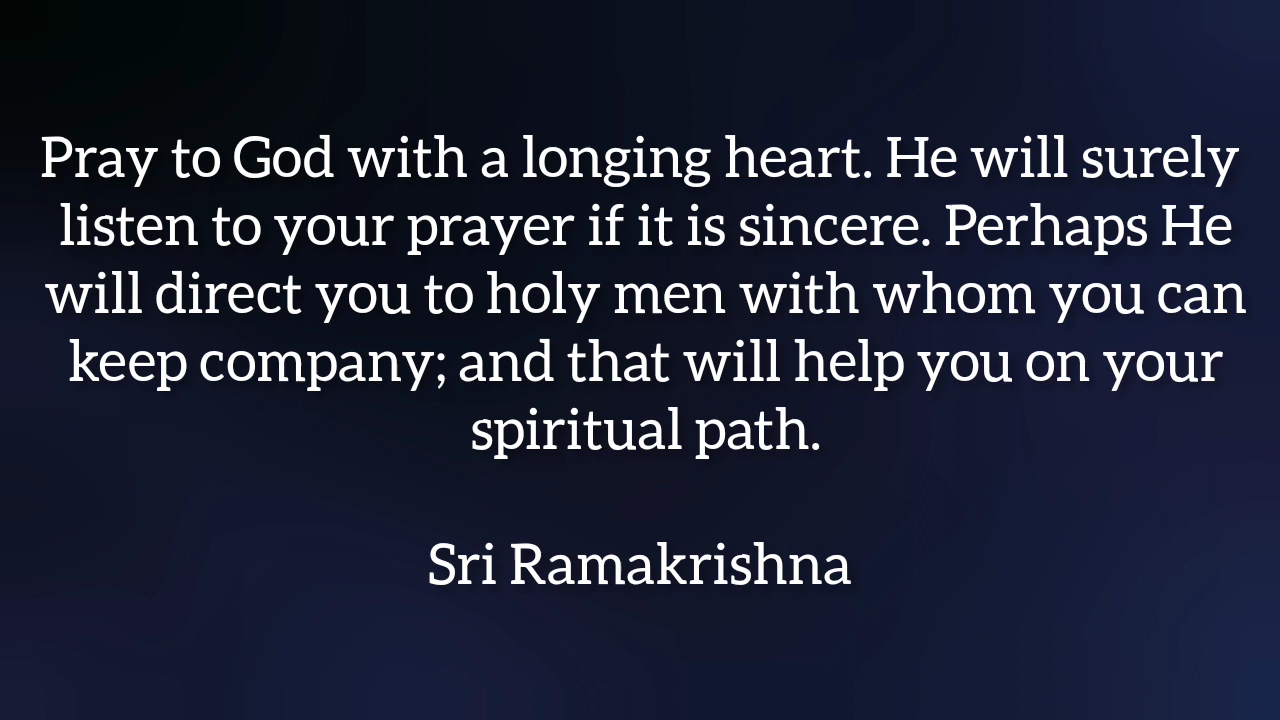 Pray to God with a longing heart. He will surely
listen to your prayer if it is sincere. Perhaps He
will direct you to holy men with whom you can
keep company; and that will help you on your
spiritual path.
Sri Ramakrishna